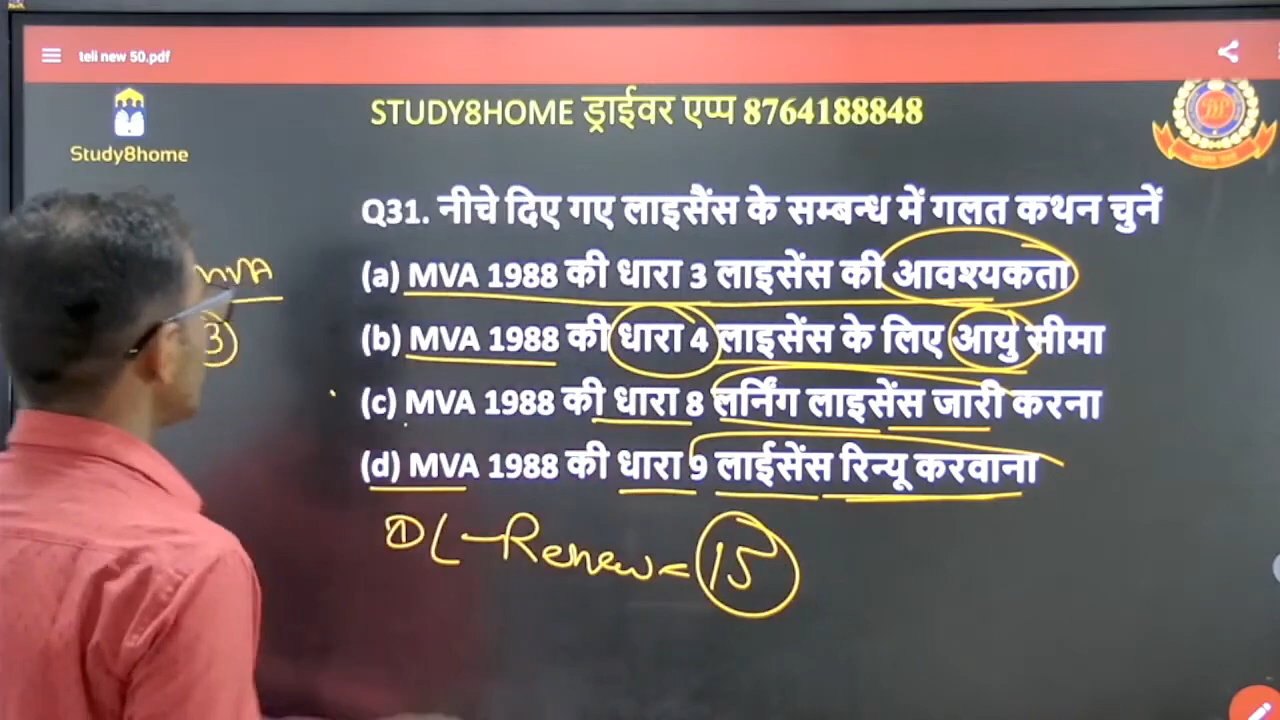 teli new 50.pdf
STUDY8HOME ड्राईवर एप्प 8764188848
Study8home
Q31. नीचे दिए गए लाइसैंस के सम्बन्ध में गलत कथन चुनें
MVA
3
(a) MVA 1988 की धारा 3 लाइसेंस की आवश्यकता
(b) MVA 1988 की धारा 4 लाइसेंस के लिए आयु सीमा
(c) MVA 1988 की धारा 8 लर्निंग लाइसेंस जारी करना
(d) MVA 1988 की धारा 9 लाईसेंस रिन्यू करवाना
DL-Renew = 15